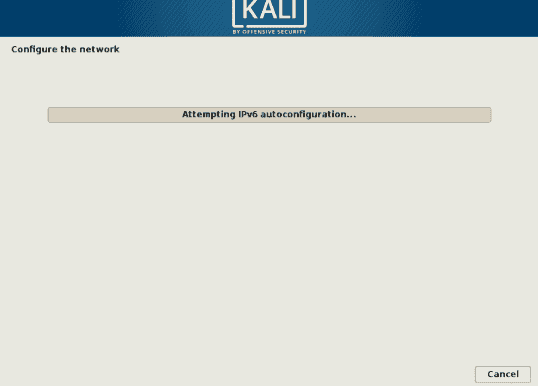 KALI
BY OFFENSIVE SECURITY
Configure the network
Attempting IPv6 autoconfiguration...
Cancel